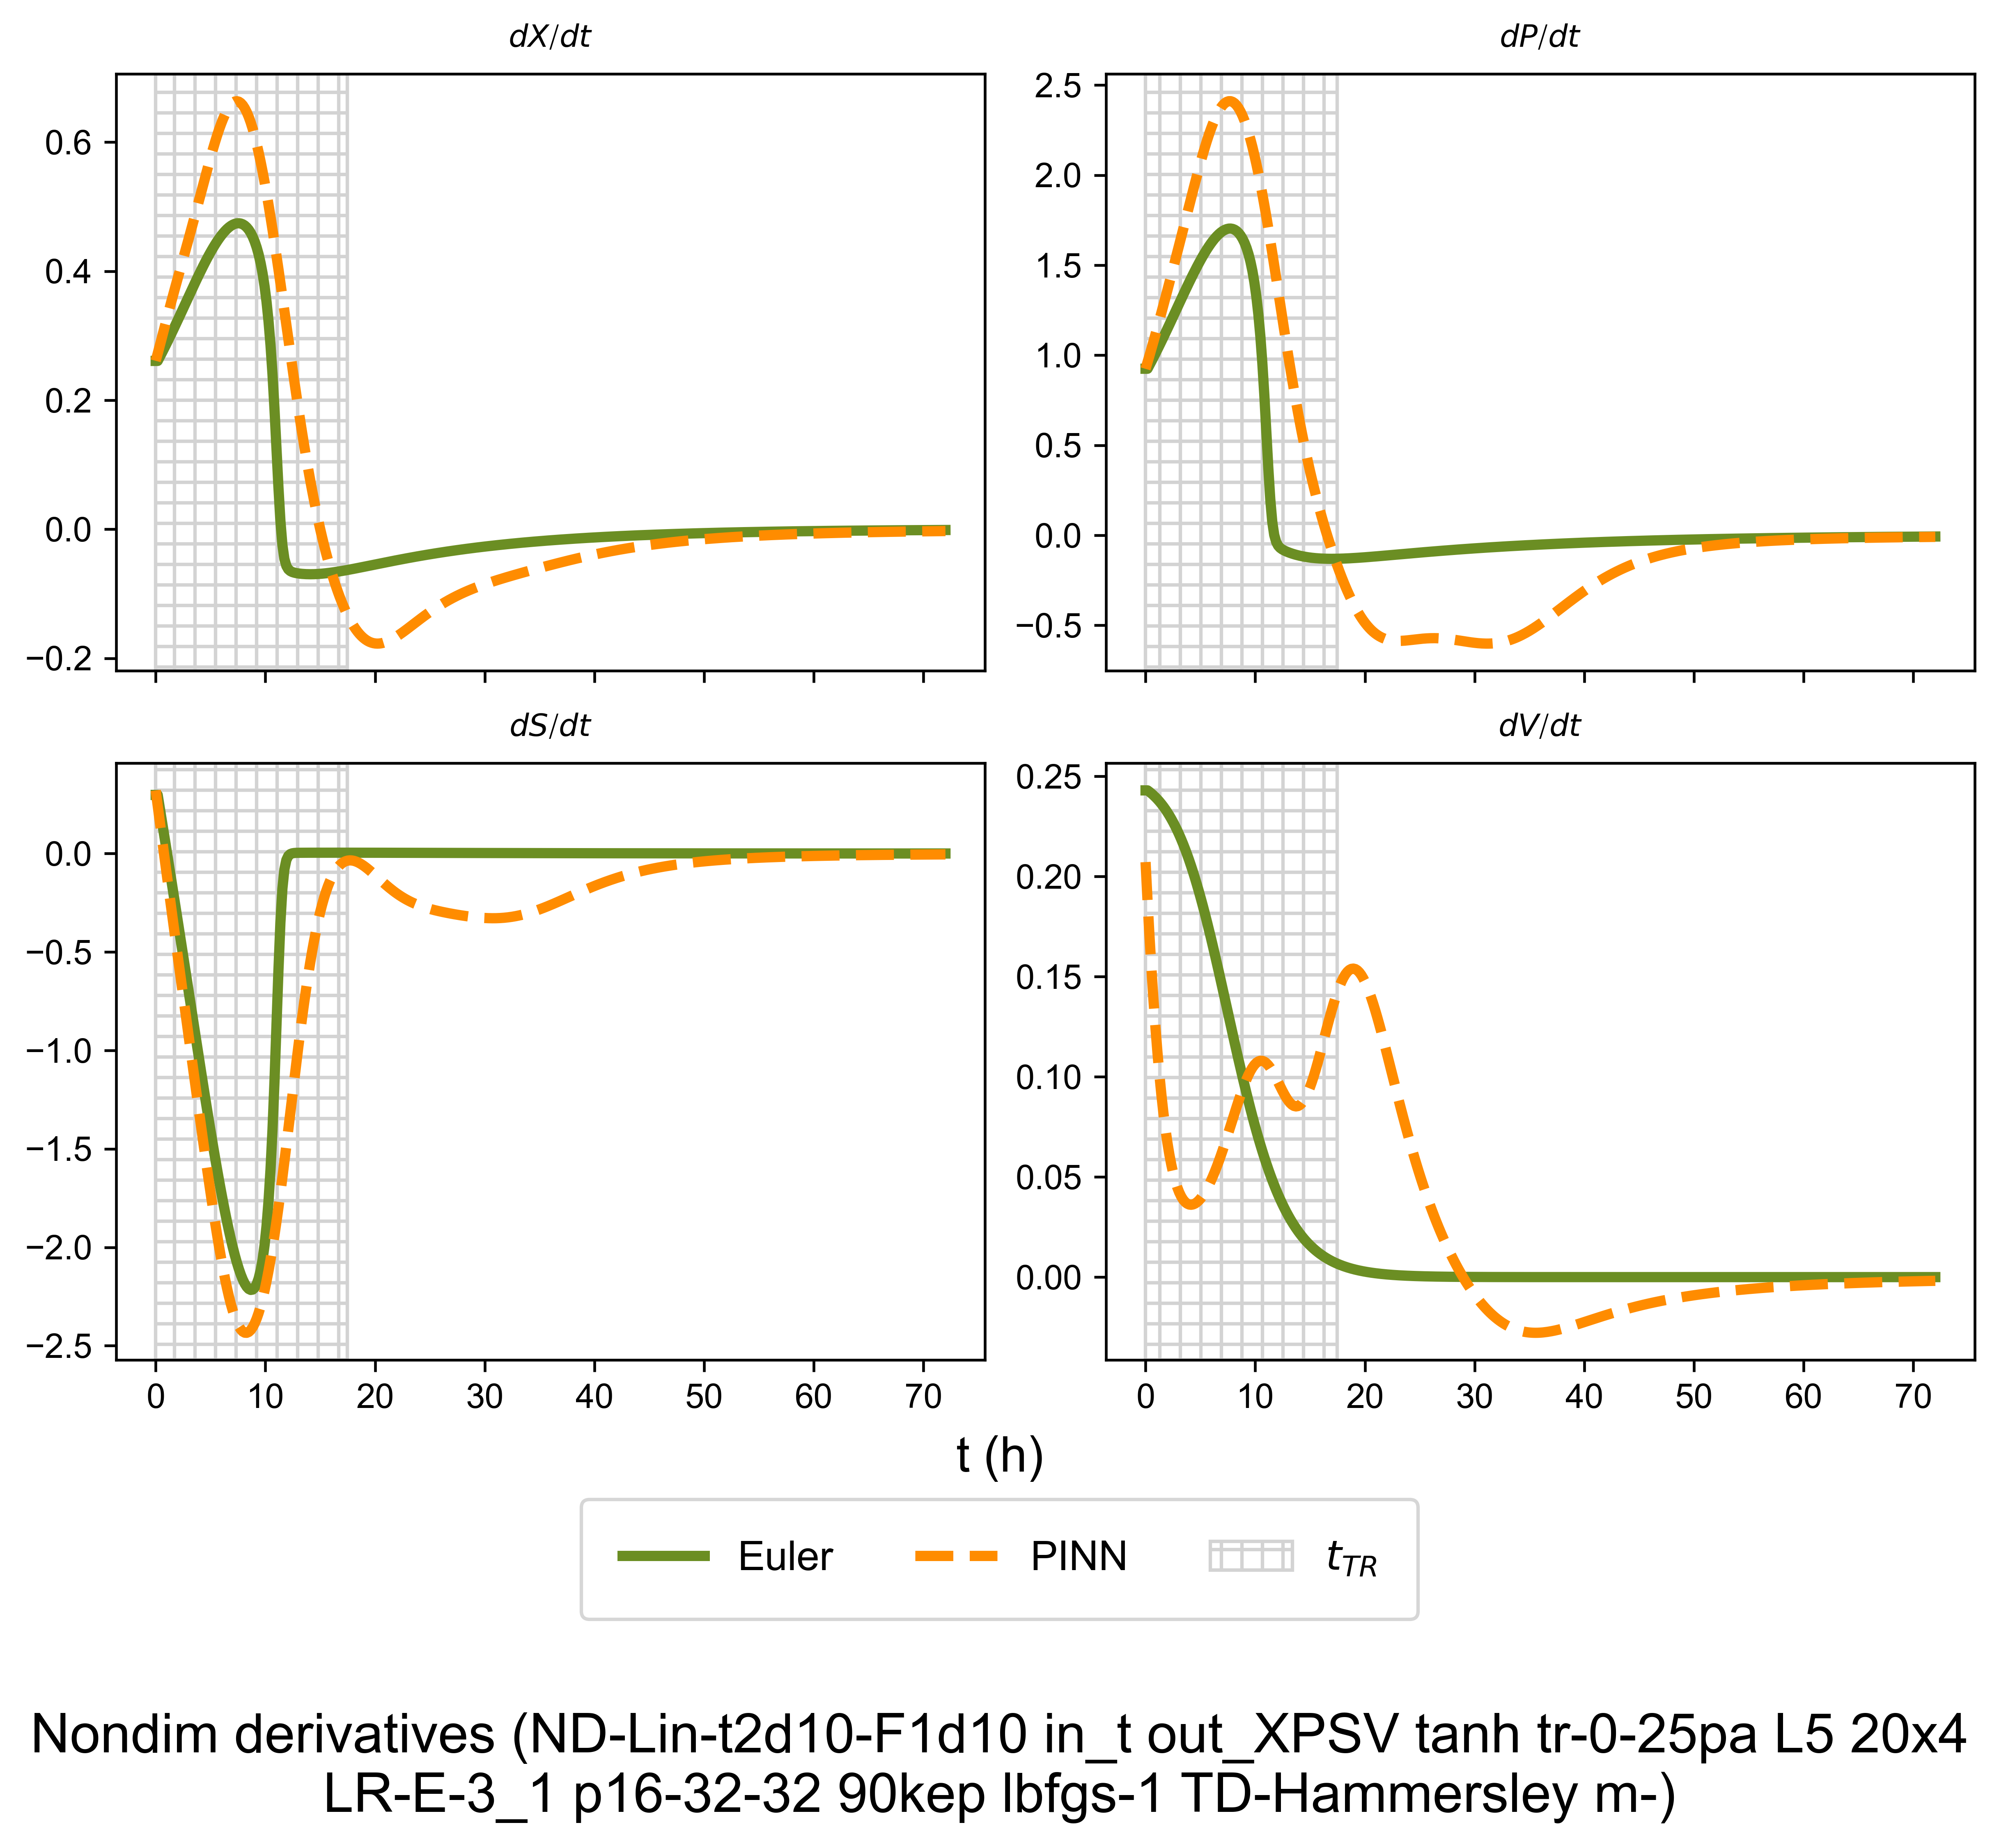 dX/dt
dP/dt
0.6
0.4
0.2
0.0
−0.2
2.5
2.0
1.5
1.0
0.5
0.0
−0.5
dS/dt
dV/dt
0.0
−0.5
−1.0
−1.5
−2.0
−2.5
0 10 20 30 40 50 60 70
0.25
0.20
0.15
0.10
0.05
0.00
0 10 20 30 40 50 60 70
t (h)
Euler PINN t_TR
Nondim derivatives (ND-Lin-t2d10-F1d10 in_t out_XPSV tanh tr-0-25pa L5 20x4
LR-E-3_1 p16-32-32 90kep lbfgs-1 TD-Hammersley m-)